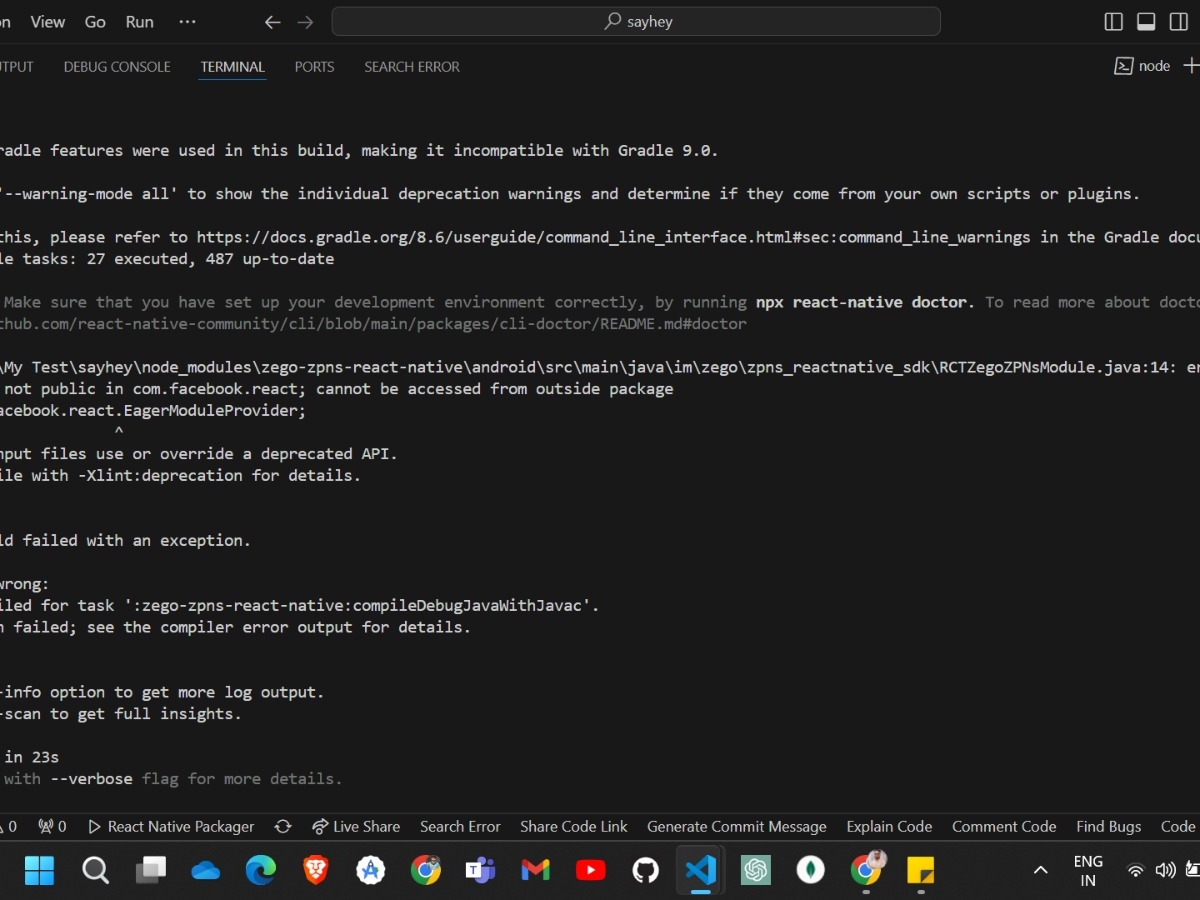 View Go Run ...
sayhey
DEBUG CONSOLE TERMINAL PORTS SEARCH ERROR
node
radle features were used in this build, making it incompatible with Gradle 9.0.
'--warning-mode all' to show the individual deprecation warnings and determine if they come from your own scripts or plugins.
this, please refer to https://docs.gradle.org/8.6/userguide/command_line_interface.html#sec:command_line_warnings in the Gradle docu
le tasks: 27 executed, 487 up-to-date
Make sure that you have set up your development environment correctly, by running npx react-native doctor. To read more about docto
thub.com/react-native-community/cli/blob/main/packages/cli-doctor/README.md#doctor
\My Test\sayhey\node_modules\zego-zpns-react-native\android\src\main\java\im\zego\zpns_reactnative_sdk\RCTZegoZPNsModule.java:14: er
not public in com.facebook.react; cannot be accessed from outside package
acebook.react.EagerModuleProvider;
^
nput files use or override a deprecated API.
ile with -Xlint:deprecation for details.
ld failed with an exception.
wrong:
iled for task ':zego-zpns-react-native:compileDebugJavaWithJavac'.
n failed; see the compiler error output for details.
-info option to get more log output.
-scan to get full insights.
in 23s
with --verbose flag for more details.
0 0 React Native Packager Live Share Search Error Share Code Link Generate Commit Message Explain Code Comment Code Find Bugs Code
ENG
IN